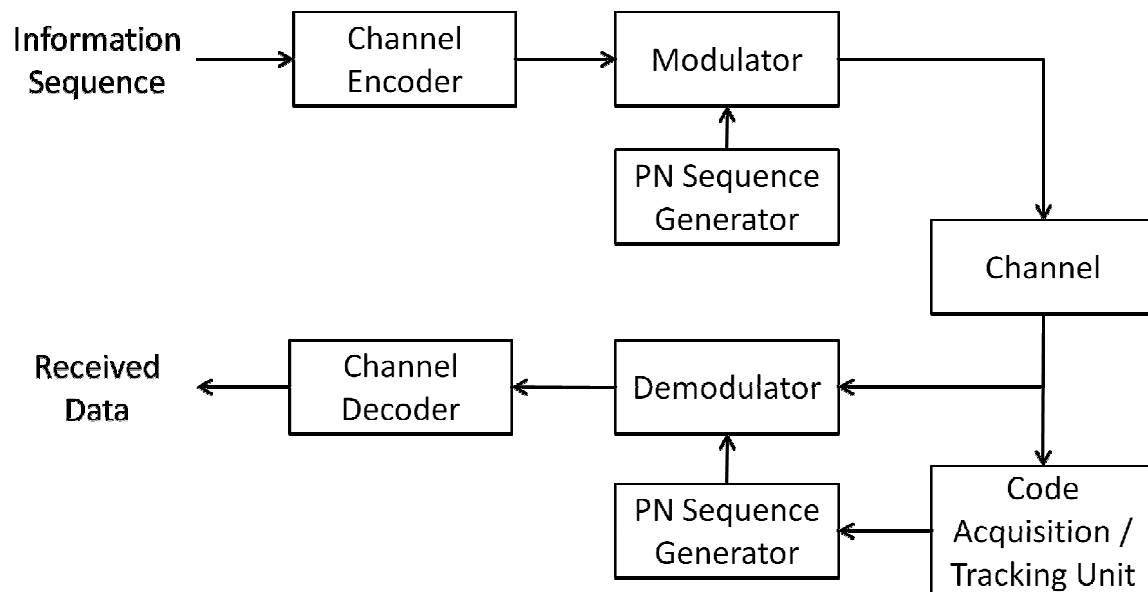 Information
Sequence
Channel
Encoder
Modulator
PN Sequence
Generator
Channel
Received
Data
Channel
Decoder
Demodulator
PN Sequence
Generator
Code
Acquisition /
Tracking Unit